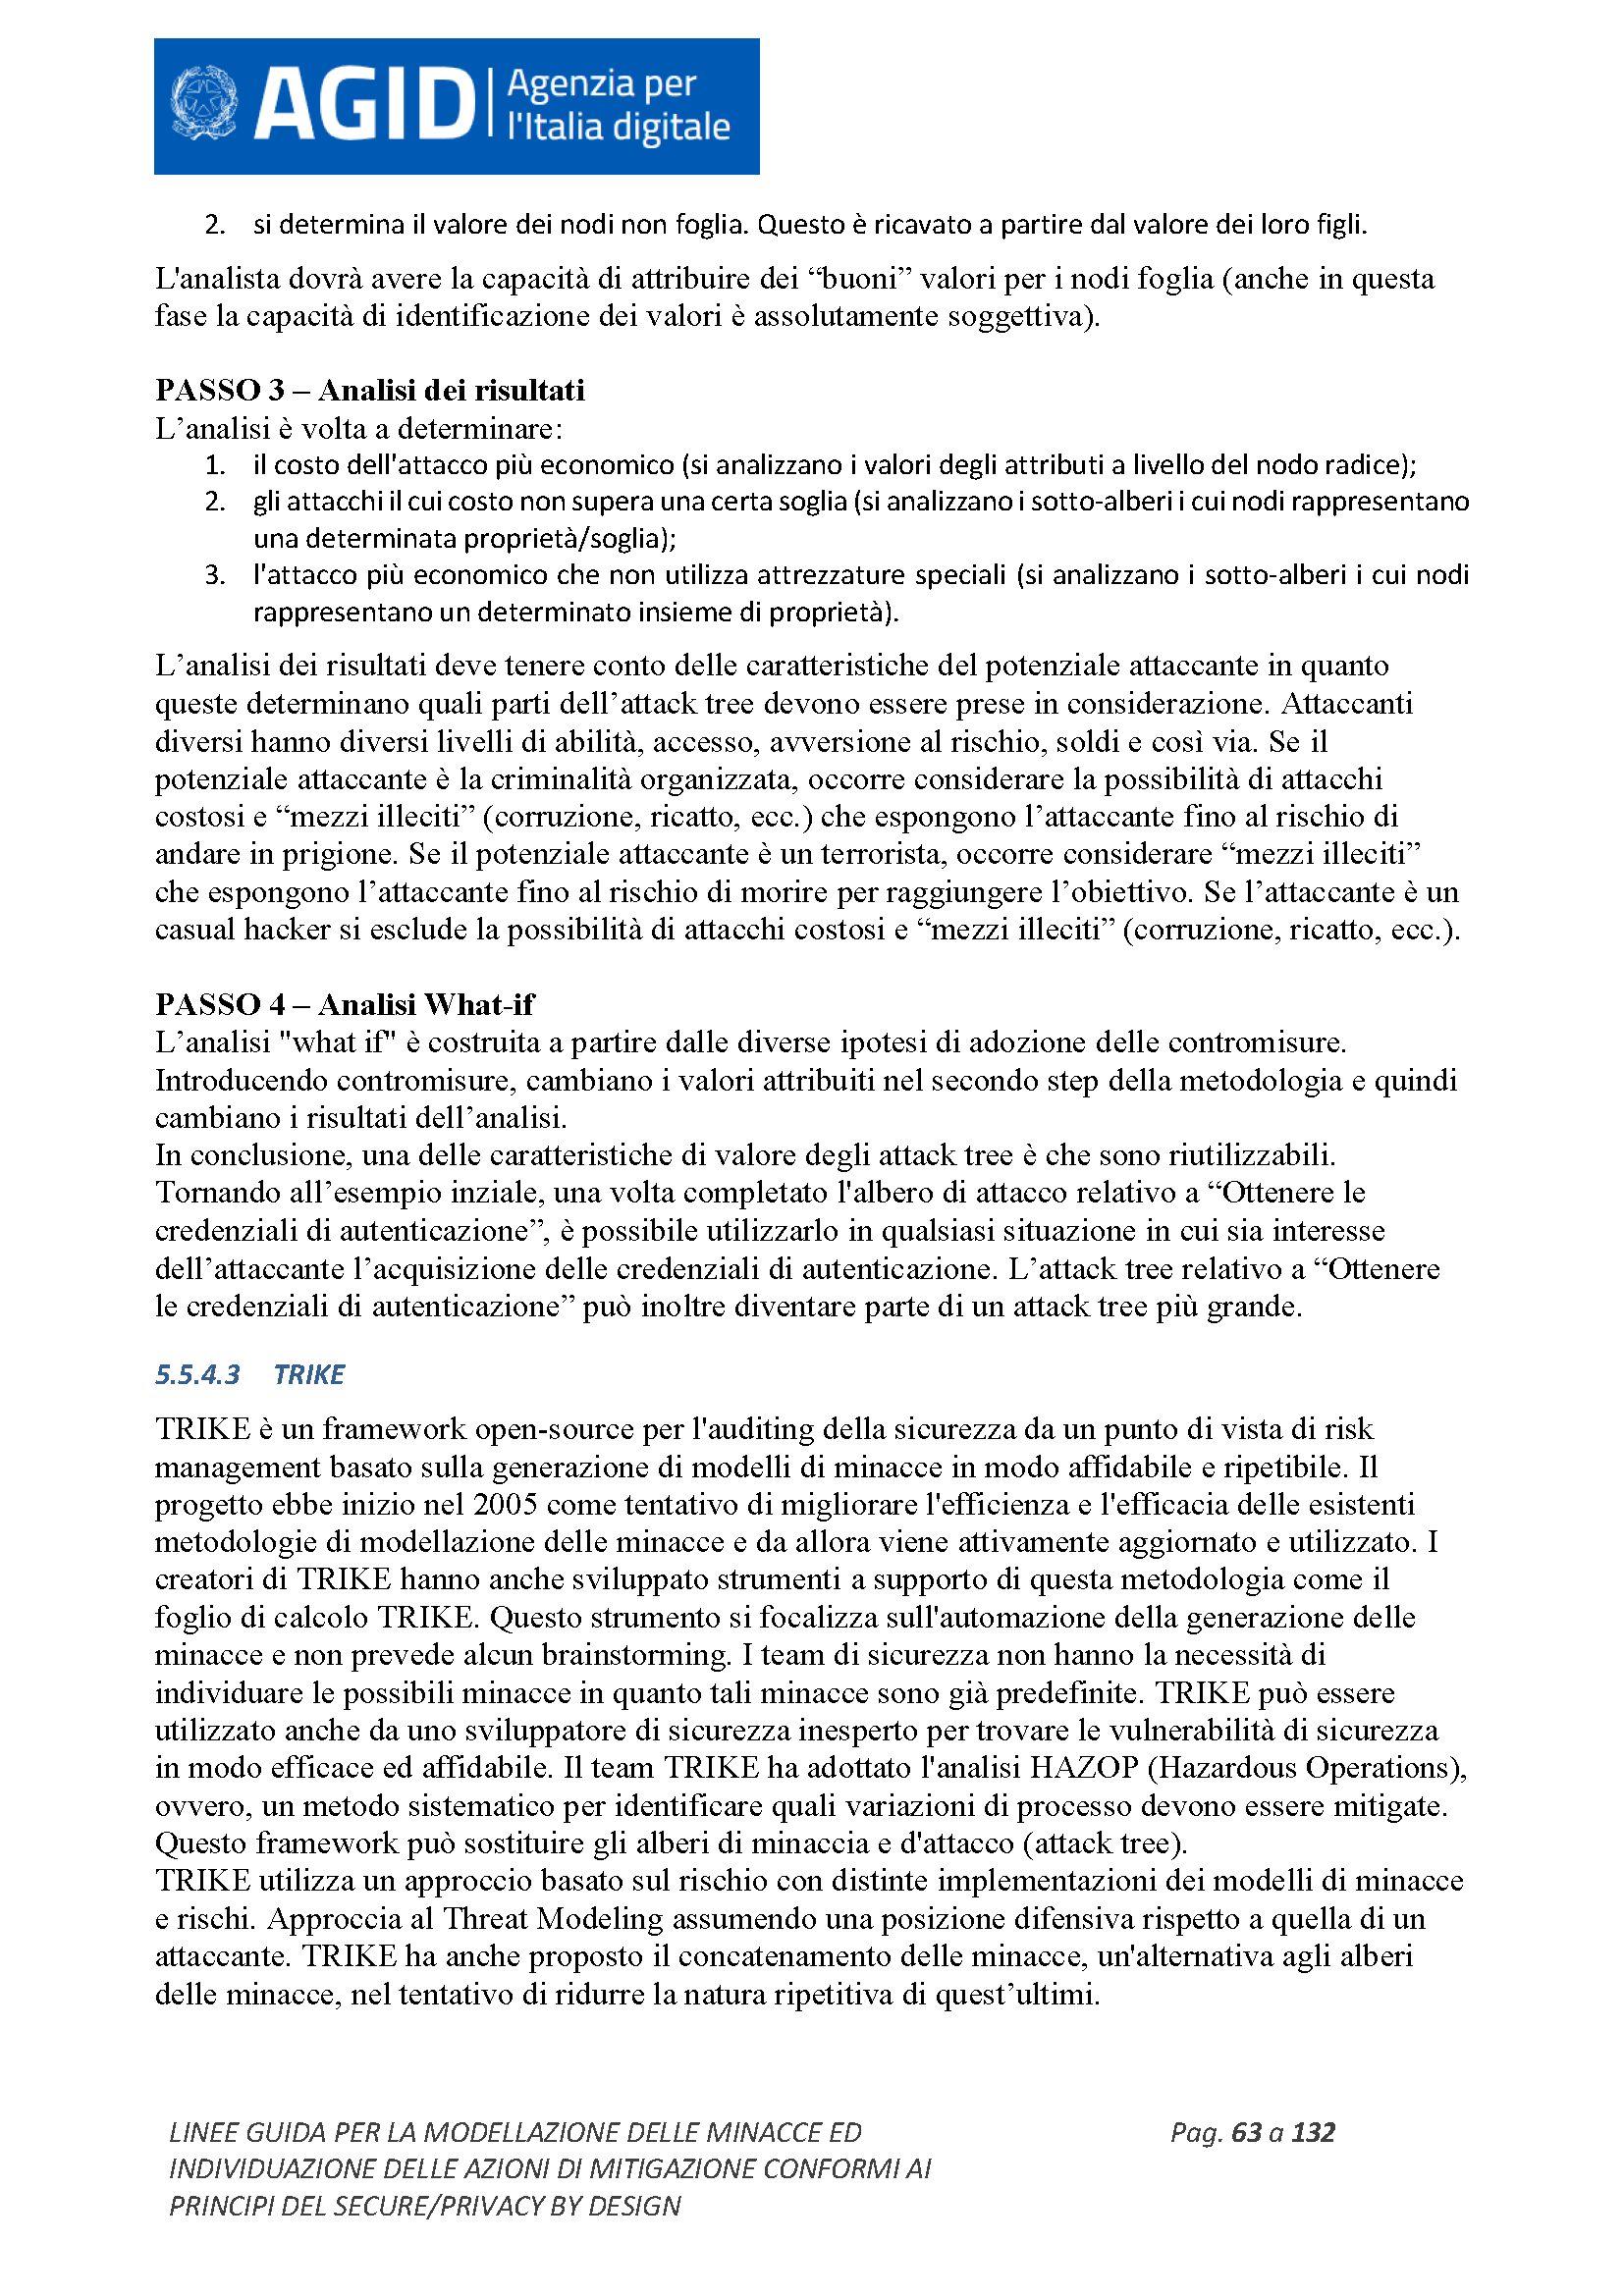 AGID
Agenzia per
l'Italia digitale
2. si determina il valore dei nodi non foglia. Questo è ricavato a partire dal valore dei loro figli.
L'analista dovrà avere la capacità di attribuire dei “buoni” valori per i nodi foglia (anche in questa
fase la capacità di identificazione dei valori è assolutamente soggettiva).
PASSO 3 – Analisi dei risultati
L’analisi è volta a determinare:
1. il costo dell'attacco più economico (si analizzano i valori degli attributi a livello del nodo radice);
2. gli attacchi il cui costo non supera una certa soglia (si analizzano i sotto-alberi i cui nodi rappresentano
una determinata proprietà/soglia);
3. l'attacco più economico che non utilizza attrezzature speciali (si analizzano i sotto-alberi i cui nodi
rappresentano un determinato insieme di proprietà).
L’analisi dei risultati deve tenere conto delle caratteristiche del potenziale attaccante in quanto
queste determinano quali parti dell’attack tree devono essere prese in considerazione. Attaccanti
diversi hanno diversi livelli di abilità, accesso, avversione al rischio, soldi e così via. Se il
potenziale attaccante è la criminalità organizzata, occorre considerare la possibilità di attacchi
costosi e “mezzi illeciti” (corruzione, ricatto, ecc.) che espongono l’attaccante fino al rischio di
andare in prigione. Se il potenziale attaccante è un terrorista, occorre considerare “mezzi illeciti”
che espongono l’attaccante fino al rischio di morire per raggiungere l’obiettivo. Se l’attaccante è un
casual hacker si esclude la possibilità di attacchi costosi e “mezzi illeciti” (corruzione, ricatto, ecc.).
PASSO 4 – Analisi What-if
L’analisi "what if" è costruita a partire dalle diverse ipotesi di adozione delle contromisure.
Introducendo contromisure, cambiano i valori attribuiti nel secondo step della metodologia e quindi
cambiano i risultati dell’analisi.
In conclusione, una delle caratteristiche di valore degli attack tree è che sono riutilizzabili.
Tornando all’esempio inziale, una volta completato l'albero di attacco relativo a “Ottenere le
credenziali di autenticazione”, è possibile utilizzarlo in qualsiasi situazione in cui sia interesse
dell’attaccante l’acquisizione delle credenziali di autenticazione. L’attack tree relativo a “Ottenere
le credenziali di autenticazione” può inoltre diventare parte di un attack tree più grande.
5.5.4.3 TRIKE
TRIKE è un framework open-source per l'auditing della sicurezza da un punto di vista di risk
management basato sulla generazione di modelli di minacce in modo affidabile e ripetibile. Il
progetto ebbe inizio nel 2005 come tentativo di migliorare l'efficienza e l'efficacia delle esistenti
metodologie di modellazione delle minacce e da allora viene attivamente aggiornato e utilizzato. I
creatori di TRIKE hanno anche sviluppato strumenti a supporto di questa metodologia come il
foglio di calcolo TRIKE. Questo strumento si focalizza sull'automazione della generazione delle
minacce e non prevede alcun brainstorming. I team di sicurezza non hanno la necessità di
individuare le possibili minacce in quanto tali minacce sono già predefinite. TRIKE può essere
utilizzato anche da uno sviluppatore di sicurezza inesperto per trovare le vulnerabilità di sicurezza
in modo efficace ed affidabile. Il team TRIKE ha adottato l'analisi HAZOP (Hazardous Operations),
ovvero, un metodo sistematico per identificare quali variazioni di processo devono essere mitigate.
Questo framework può sostituire gli alberi di minaccia e d'attacco (attack tree).
TRIKE utilizza un approccio basato sul rischio con distinte implementazioni dei modelli di minacce
e rischi. Approccia al Threat Modeling assumendo una posizione difensiva rispetto a quella di un
attaccante. TRIKE ha anche proposto il concatenamento delle minacce, un'alternativa agli alberi
delle minacce, nel tentativo di ridurre la natura ripetitiva di quest’ultimi.
LINEE GUIDA PER LA MODELLAZIONE DELLE MINACCE ED
INDIVIDUAZIONE DELLE AZIONI DI MITIGAZIONE CONFORMI AI
PRINCIPI DEL SECURE/PRIVACY BY DESIGN
Pag. 63 a 132